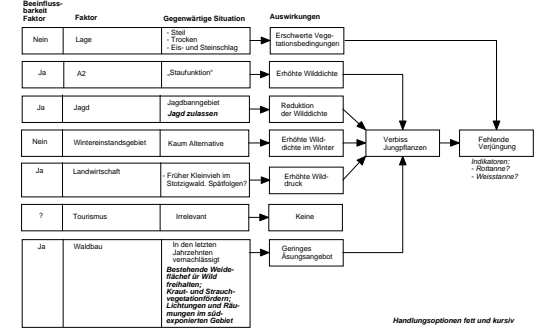 Beeinfluss-
barkeit
Faktor
Faktor
Gegenwärtige Situation
Auswirkungen
Nein
Lage
- Steil
- Trocken
- Eis- und Steinschlag
Erschwerte Vege-
tationsbedingungen
Ja
A2
„Staufunktion“
Erhöhte Wilddichte
Ja
Jagd
Jagdbanngebiet
Jagd zulassen
Reduktion
der Wilddichte
Nein
Wintereinstandsgebiet
Kaum Alternative
Erhöhte Wild-
dichte im Winter
Verbiss
Jungpflanzen
Fehlende
Verjüngung
Indikatoren:
- Rottanne?
- Weisstanne?
Ja
Landwirtschaft
- Früher Kleinvieh im
Stotzigwald. Spätfolgen?
Erhöhte Wild-
druck
?
Tourismus
Irrelevant
Keine
Ja
Waldbau
In den letzten
Jahrzehnten
vernachlässigt
Bestehende Weide-
flächef ür Wild
freihalten;
Kraut- und Strauch-
vegetationfördern;
Lichtungen und Räu-
mungen im süd-
exponierten Gebiet
Geringes
Äsungsangebot
Handlungsoptionen fett und kursiv